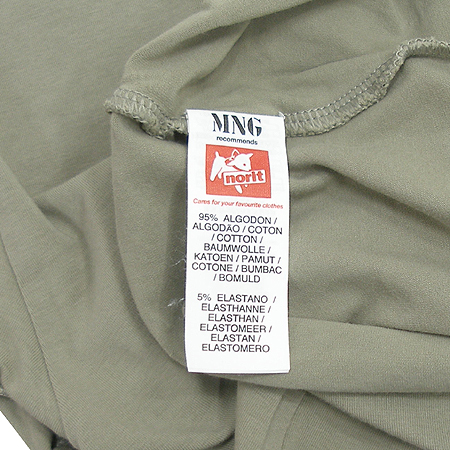 MNG
recommends
norit
Cares for your favourite clothes
95% ALGODON /
ALGODÃO / COTON
/ COTTON /
BAUMWOLLE /
KATOEN / PAMUT /
COTONE / BUMBAC
/ BOMULD
5% ELASTANO /
ELASTHANNE /
ELASTHAN /
ELASTOMEER /
ELASTAN /
ELASTOMERO